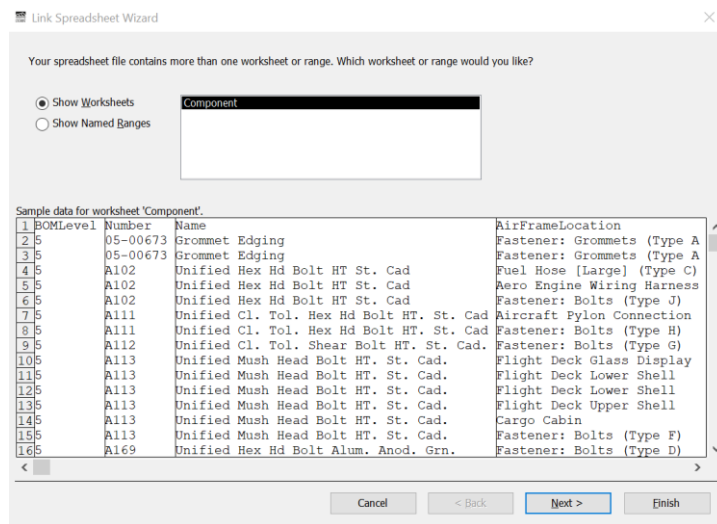 Link Spreadsheet Wizard
Your spreadsheet file contains more than one worksheet or range. Which worksheet or range would you like?
Show Worksheets
Show Named Ranges
Component
Sample data for worksheet 'Component'.
1 BOMLevel Number Name AirFrameLocation
2 5 05-00673 Grommet Edging Fastener: Grommets (Type A
3 5 05-00673 Grommet Edging Fastener: Grommets (Type A
4 5 A102 Unified Hex Hd Bolt HT St. Cad Fuel Hose [Large] (Type C)
5 5 A102 Unified Hex Hd Bolt HT St. Cad Aero Engine Wiring Harness
6 5 A102 Unified Hex Hd Bolt HT St. Cad Fastener: Bolts (Type J)
7 5 A111 Unified Cl. Tol. Hex Hd Bolt HT. St. Cad Aircraft Pylon Connection
8 5 A111 Unified Cl. Tol. Hex Hd Bolt HT. St. Cad Fastener: Bolts (Type H)
9 5 A112 Unified Cl. Tol. Shear Bolt HT. St. Cad. Fastener: Bolts (Type G)
10 5 A113 Unified Mush Head Bolt HT. St. Cad. Flight Deck Glass Display
11 5 A113 Unified Mush Head Bolt HT. St. Cad. Flight Deck Lower Shell
12 5 A113 Unified Mush Head Bolt HT. St. Cad. Flight Deck Lower Shell
13 5 A113 Unified Mush Head Bolt HT. St. Cad. Flight Deck Upper Shell
14 5 A113 Unified Mush Head Bolt HT. St. Cad. Cargo Cabin
15 5 A113 Unified Mush Head Bolt HT. St. Cad. Fastener: Bolts (Type F)
16 5 A169 Unified Hex Hd Bolt Alum. Anod. Grn. Fastener: Bolts (Type D)
Cancel < Back Next > Finish